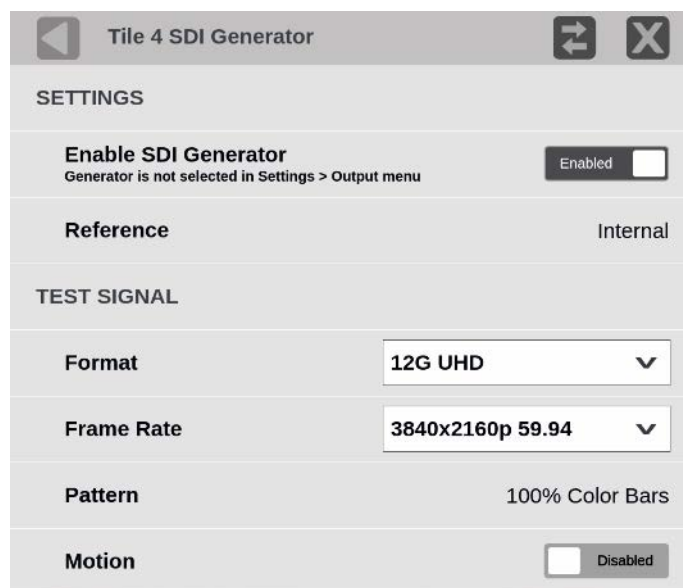 Tile 4 SDI Generator
SETTINGS
Enable SDI Generator
Generator is not selected in Settings > Output menu
Enabled
Reference
Internal
TEST SIGNAL
Format
12G UHD
Frame Rate
3840x2160p 59.94
Pattern
100% Color Bars
Motion
Disabled